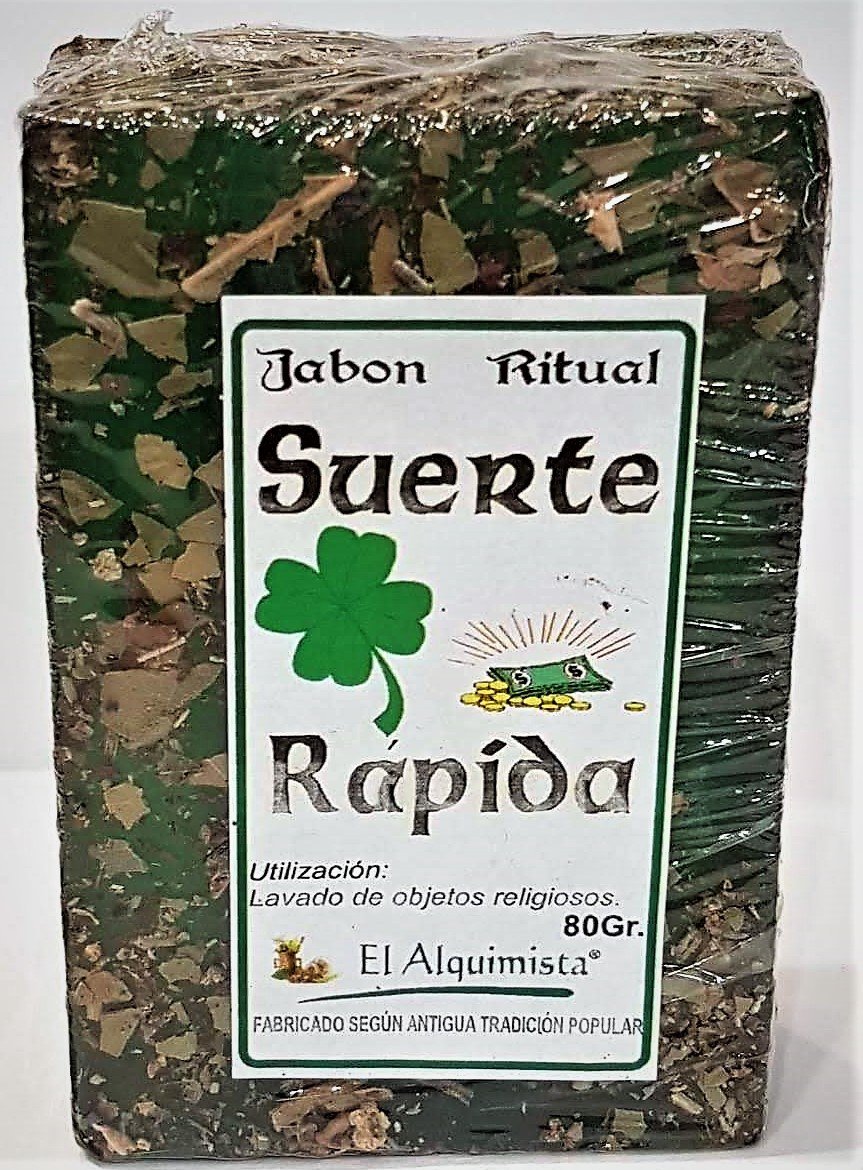 Jabon Ritual
Suerte
Rápida
Utilización:
Lavado de objetos religiosos.
80Gr.
El Alquimista®
FABRICADO SEGÚN ANTIGUA TRADICIÓN POPULAR